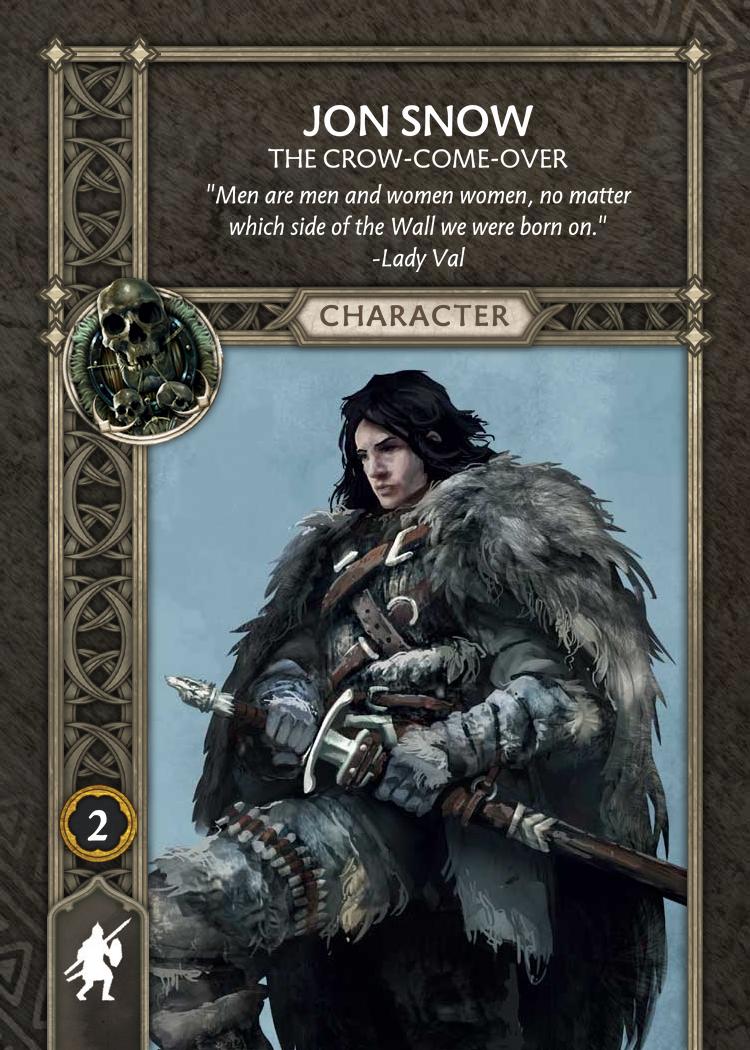 JON SNOW
THE CROW-COME-OVER
"Men are men and women women, no matter
which side of the Wall we were born on."
-Lady Val
CHARACTER
2